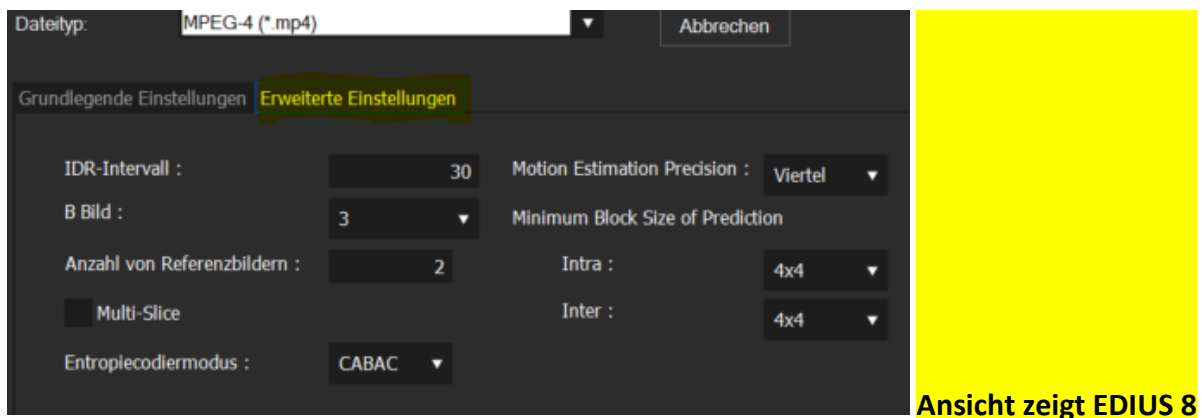 Dateityp: MPEG-4 (*.mp4) Abbrechen
Grundlegende Einstellungen Erweiterte Einstellungen
IDR-Intervall : 30 Motion Estimation Precision : Viertel
B Bild : 3 Minimum Block Size of Prediction
Anzahl von Referenzbildern : 2 Intra : 4x4
Multi-Slice Inter : 4x4
Entropiecodiermodus : CABAC
Ansicht zeigt EDIUS 8